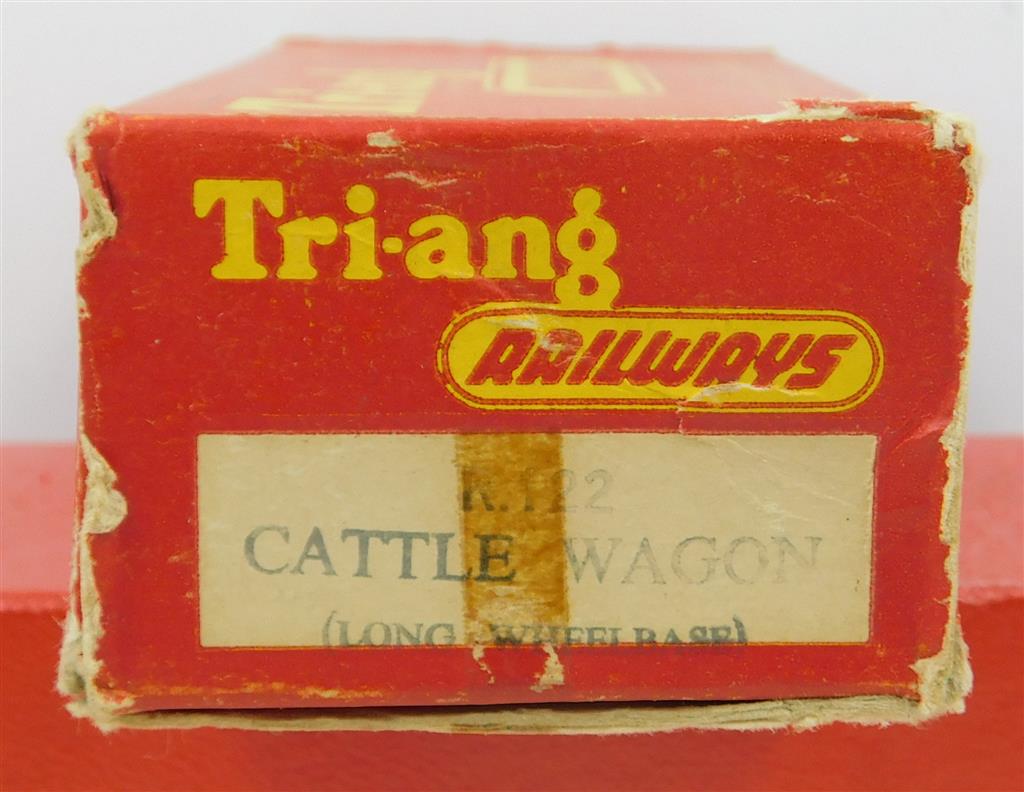 Tri-ang
RAILWAYS
R.122
CATTLE WAGON
(LONG WHEELBASE)